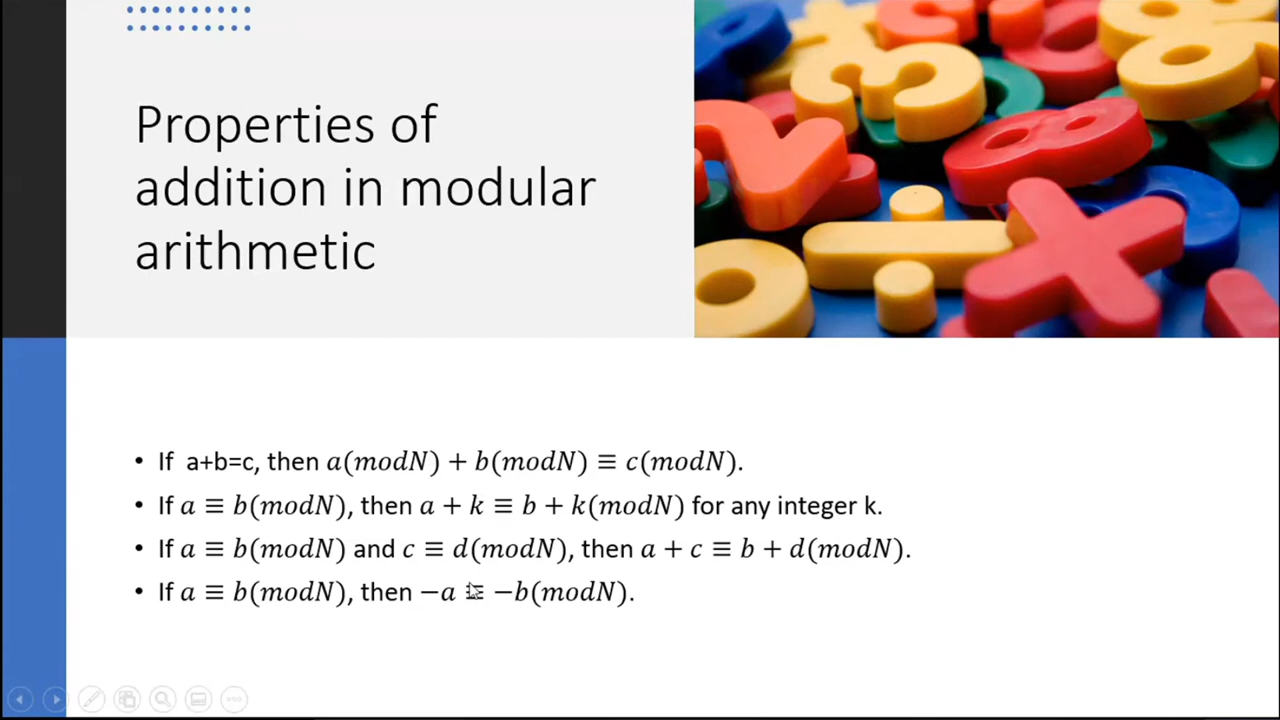 Properties of
addition in modular
arithmetic
• If a+b=c, then a(modN) + b(modN) ≡ c(modN).
• If a ≡ b(modN), then a + k ≡ b + k(modN) for any integer k.
• If a ≡ b(modN) and c ≡ d(modN), then a + c ≡ b + d(modN).
• If a ≡ b(modN), then −a ≡ −b(modN).